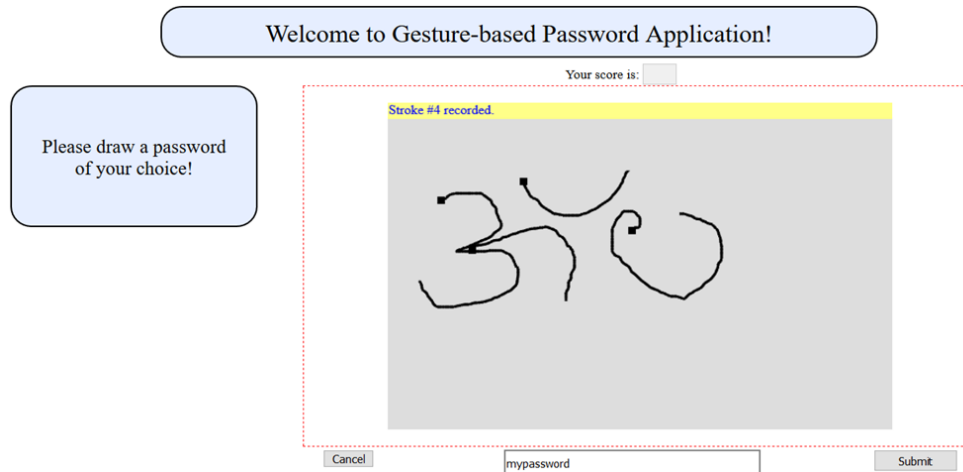 Welcome to Gesture-based Password Application!
Your score is:
Please draw a password
of your choice!
Stroke #4 recorded.
Cancel
mypassword
Submit